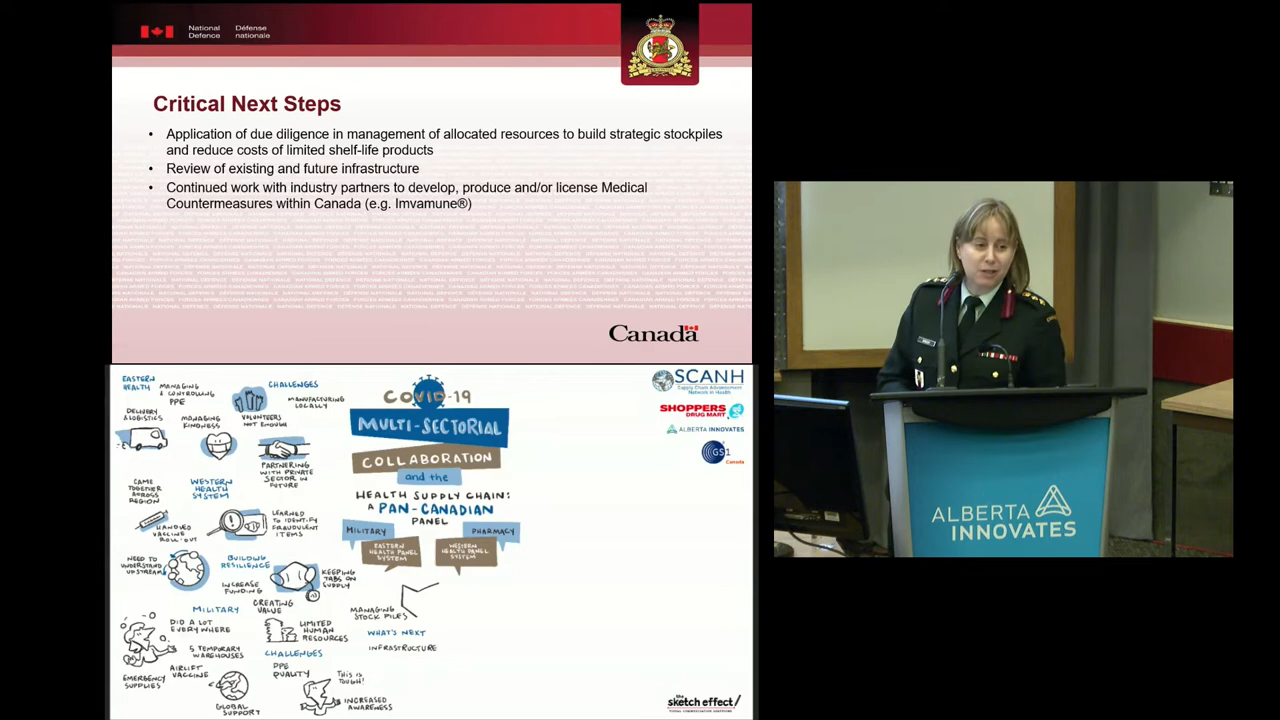 National Defence
Défense nationale
Critical Next Steps
• Application of due diligence in management of allocated resources to build strategic stockpiles
and reduce costs of limited shelf-life products
• Review of existing and future infrastructure
• Continued work with industry partners to develop, produce and/or license Medical
Countermeasures within Canada (e.g. Imvamune®)
Canada
EASTERN
HEALTH
MANAGING
& CONTROLLING
PPE
DELIVERY
& LOGISTICS
MANAGING
KINDNESS
CHALLENGES
MANUFACTURING
LOCALLY
VOLUNTEERS
NOT ENOUGH
PARTNERING
WITH PRIVATE
SECTOR IN
FUTURE
CAME
TOGETHER
ACROSS
REGION
WESTERN
HEALTH
SYSTEM
HANDLED
VACCINE
ROLL-OUT
LEARNED
TO IDENTIFY
FRAUDULENT
ITEMS
NEED TO
UNDERSTAND
UPSTREAM
BUILDING
RESILIENCE
INCREASE
FUNDING
KEEPING
TABS ON
SUPPLY
MILITARY
CREATING
VALUE
DID A LOT
EVERYWHERE
5 TEMPORARY
WAREHOUSES
LIMITED
HUMAN
RESOURCES
AIRLIFT
VACCINE
EMERGENCY
SUPPLIES
GLOBAL
SUPPORT
CHALLENGES
PPE
QUALITY
THIS IS
TOUGH!
INCREASED
AWARENESS
COVID-19
MULTI-SECTORIAL
COLLABORATION
and the
HEALTH SUPPLY CHAIN:
A PAN-CANADIAN
PANEL
MILITARY
PHARMACY
EASTERN
HEALTH PANEL
SYSTEM
WESTERN
HEALTH PANEL
SYSTEM
MANAGING
STOCK PILES
WHAT'S NEXT
INFRASTRUCTURE
SCANH
Supply Chain Advancement
Network in Health
SHOPPERS
DRUG MART
ALBERTA INNOVATES
GS1
Canada
the
sketch effect/
ALBERTA
INNOVATES